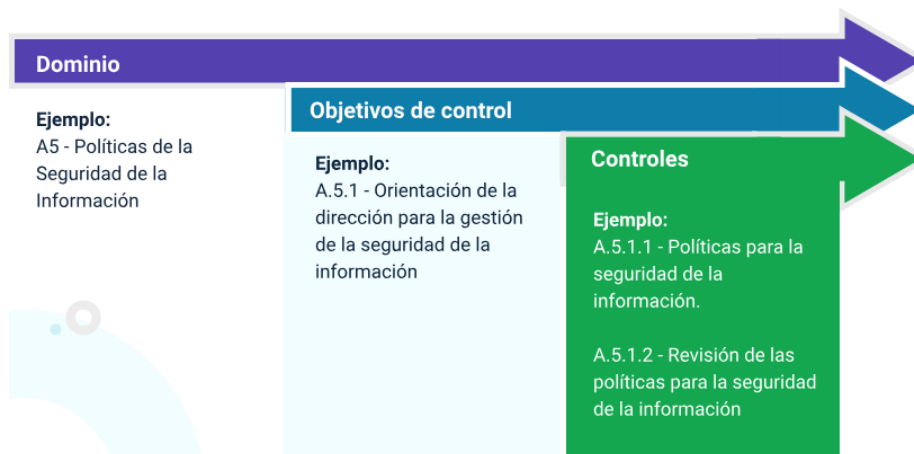 Dominio
Ejemplo:
A5 - Políticas de la
Seguridad de la
Información
Objetivos de control
Ejemplo:
A.5.1 - Orientación de la
dirección para la gestión
de la seguridad de la
información
Controles
Ejemplo:
A.5.1.1 - Políticas para la
seguridad de la
información.
A.5.1.2 - Revisión de las
políticas para la seguridad
de la información